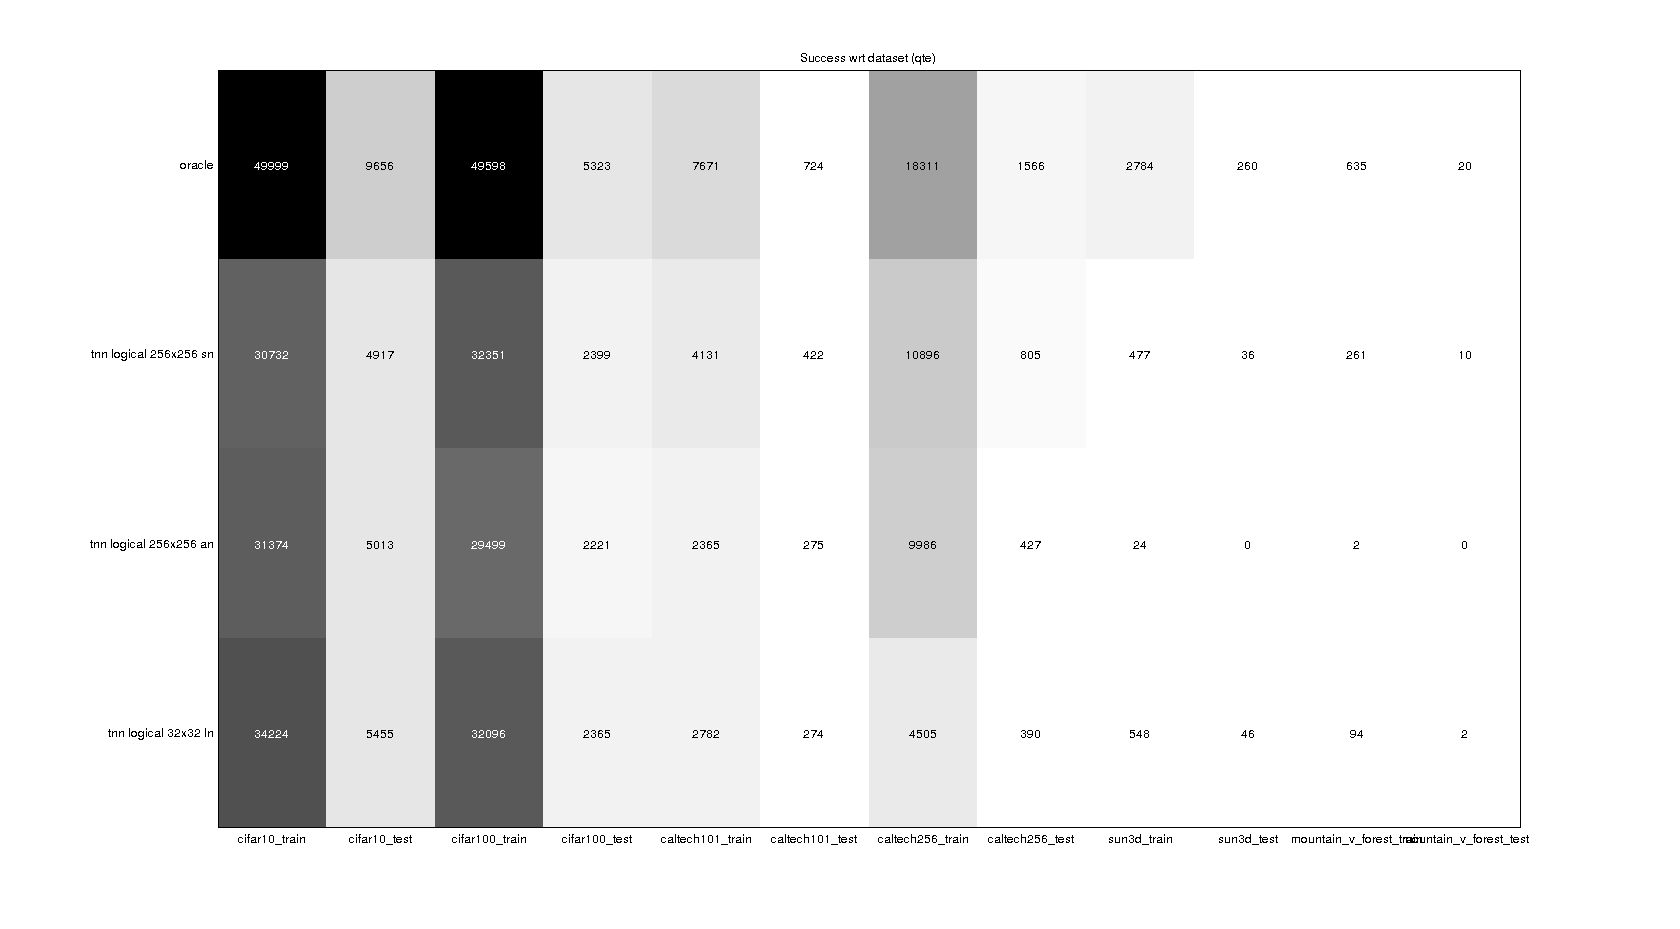 Success wrt dataset (qte)
oracle 49999 9656 49598 5323 7671 724 18311 1566 2784 260 635 20
tnn logical 256x256 sn 30732 4917 32351 2399 4131 422 10896 805 477 36 261 10
tnn logical 256x256 an 31374 5013 29499 2221 2365 275 9986 427 24 0 2 0
tnn logical 32x32 ln 34224 5455 32096 2365 2782 274 4505 390 548 46 94 2
cifar10_train cifar10_test cifar100_train cifar100_test caltech101_train caltech101_test caltech256_train caltech256_test sun3d_train sun3d_test mountain_v_forest_train mountain_v_forest_test